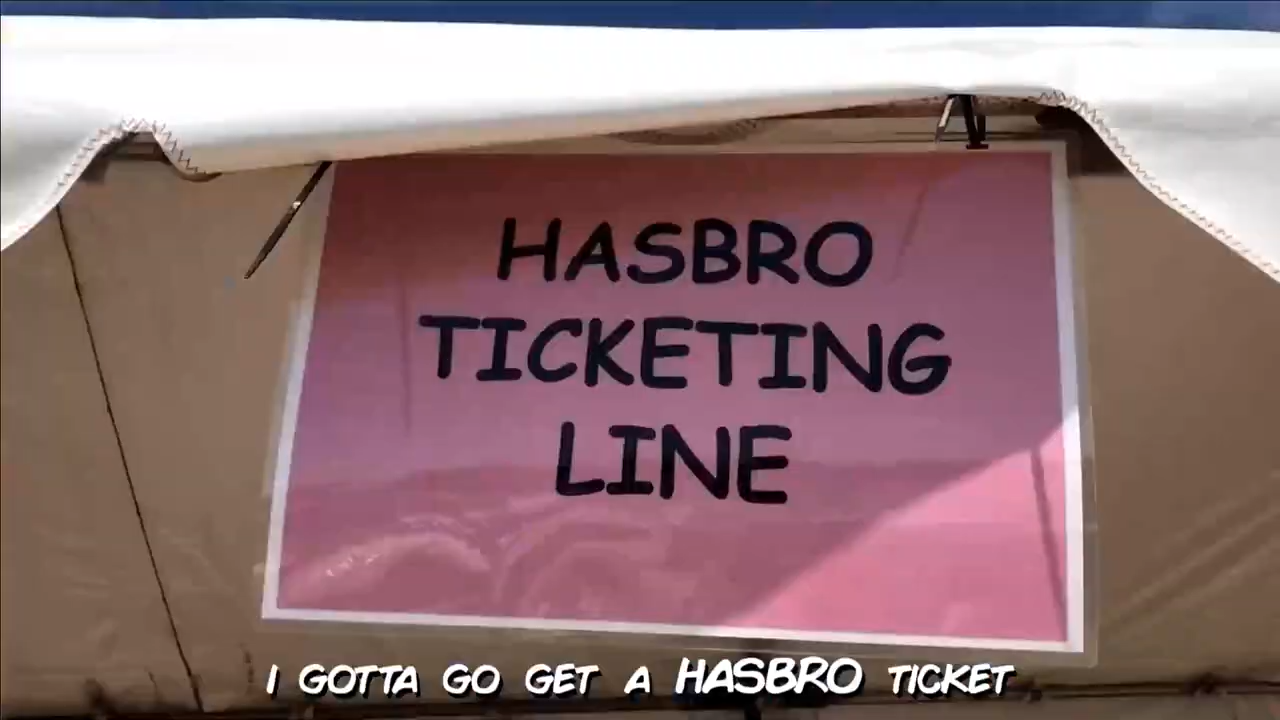 HASBRO
TICKETING
LINE
I GOTTA GO GET A HASBRO TICKET